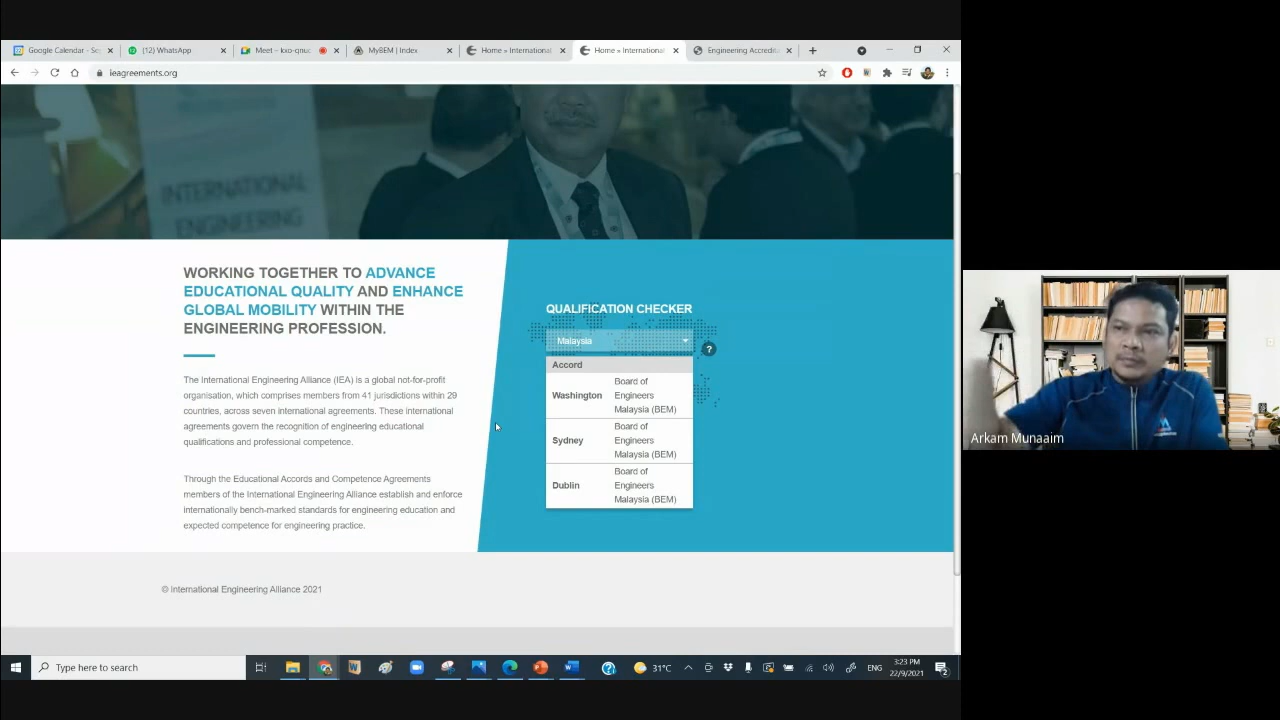 Google Calendar - Se
(12) WhatsApp
Meet – kxo-qnuc
MyBEM | Index
Home » International
Home » International
Engineering Accredit
ieagreements.org
INTERNATIONAL
ENGINEERING
WORKING TOGETHER TO ADVANCE
EDUCATIONAL QUALITY AND ENHANCE
GLOBAL MOBILITY WITHIN THE
ENGINEERING PROFESSION.
The International Engineering Alliance (IEA) is a global not-for-profit
organisation, which comprises members from 41 jurisdictions within 29
countries, across seven international agreements. These international
agreements govern the recognition of engineering educational
qualifications and professional competence.
Through the Educational Accords and Competence Agreements
members of the International Engineering Alliance establish and enforce
internationally bench-marked standards for engineering education and
expected competence for engineering practice.
QUALIFICATION CHECKER
Malaysia
?
Accord
Washington Board of Engineers Malaysia (BEM)
Sydney Board of Engineers Malaysia (BEM)
Dublin Board of Engineers Malaysia (BEM)
© International Engineering Alliance 2021
Arkam Munaaim
Type here to search
31°C
ENG
3:23 PM
22/9/2021